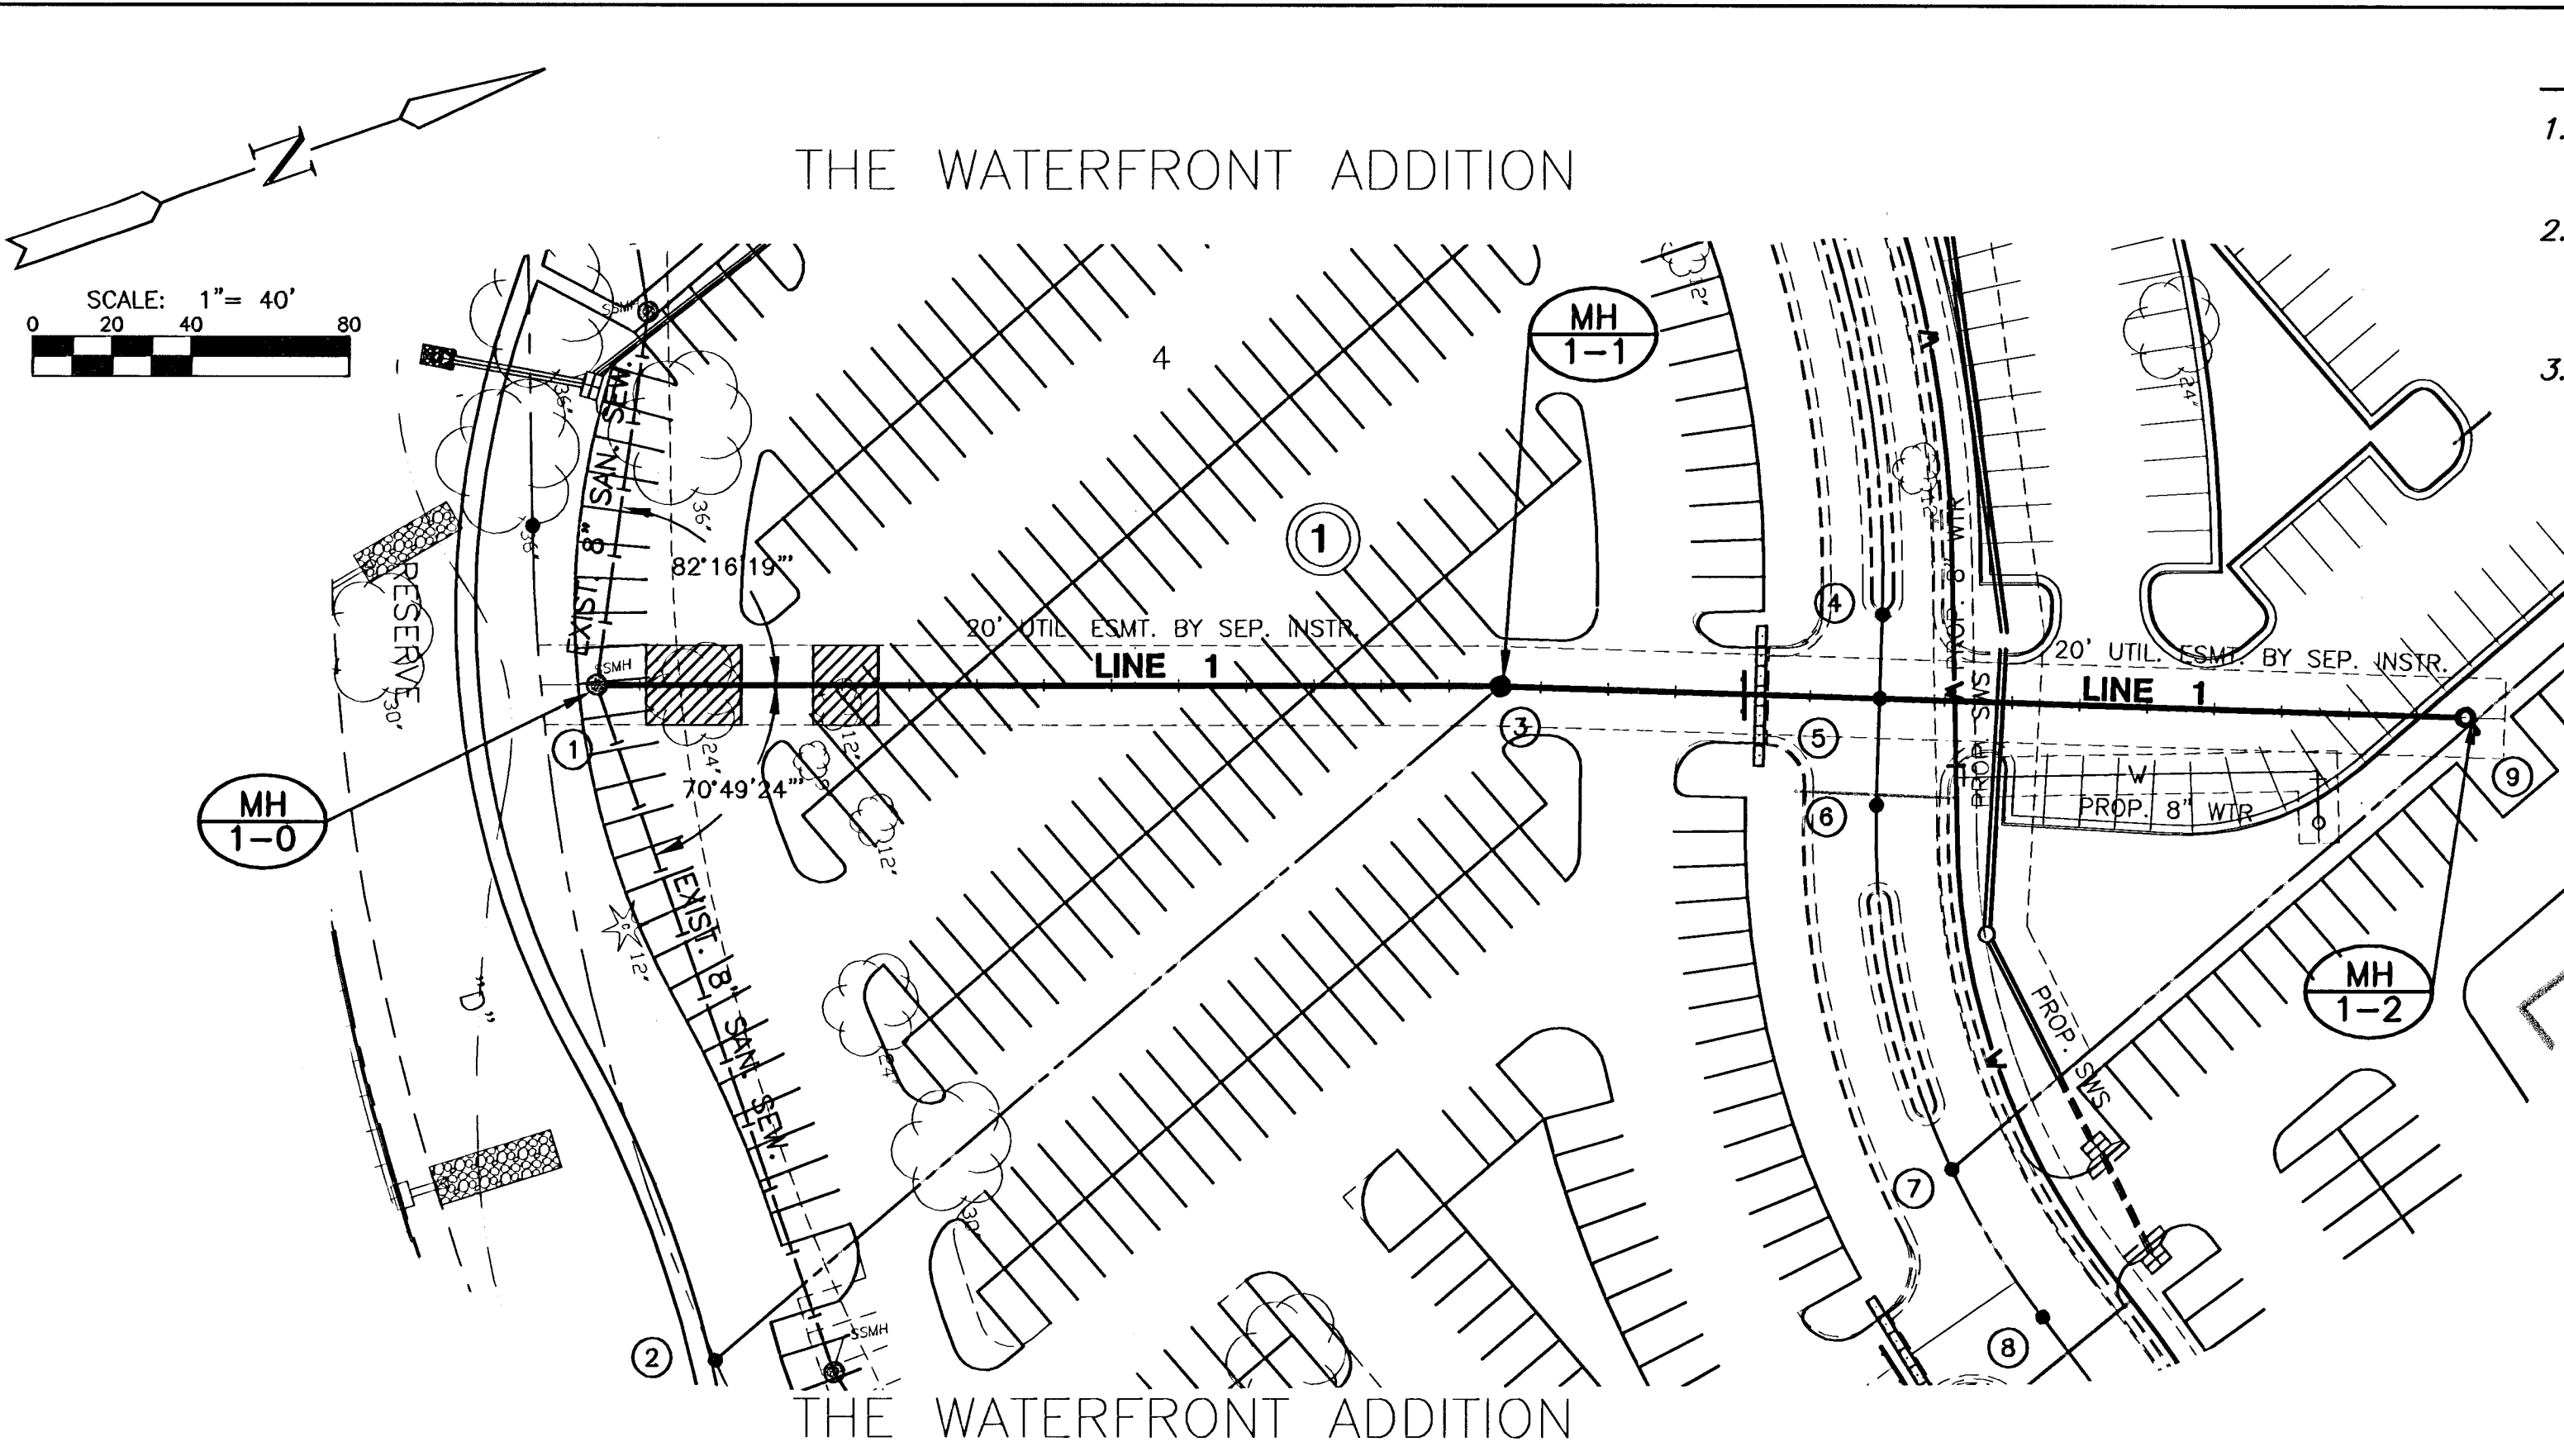 THE WATERFRONT ADDITION
N
SCALE: 1"= 40'
0 20 40 80
1.
2.
3.
MH
1-1
4
1
SSMH
36'
36'
36'
12'
12'
24'
EXIST. 8" SAN. SEW.
82°16'19"'
RESERVE
"D"
30'
20' UTIL ESMT. BY SEP. INSTR.
LINE 1
20' UTIL. ESMT. BY SEP. INSTR.
LINE 1
SSMH
1
3
4
5
6
9
MH
1-0
70°49'24"'
24'
12'
12'
PROP. 8" WTR
PROP. SWS
PROP. SWS
W
PROP. 8" WTR
EXIST. 8" SAN. SEW.
12'
24'
30'
MH
1-2
PROP. SWS
7
8
2
SSMH
THE WATERFRONT ADDITION